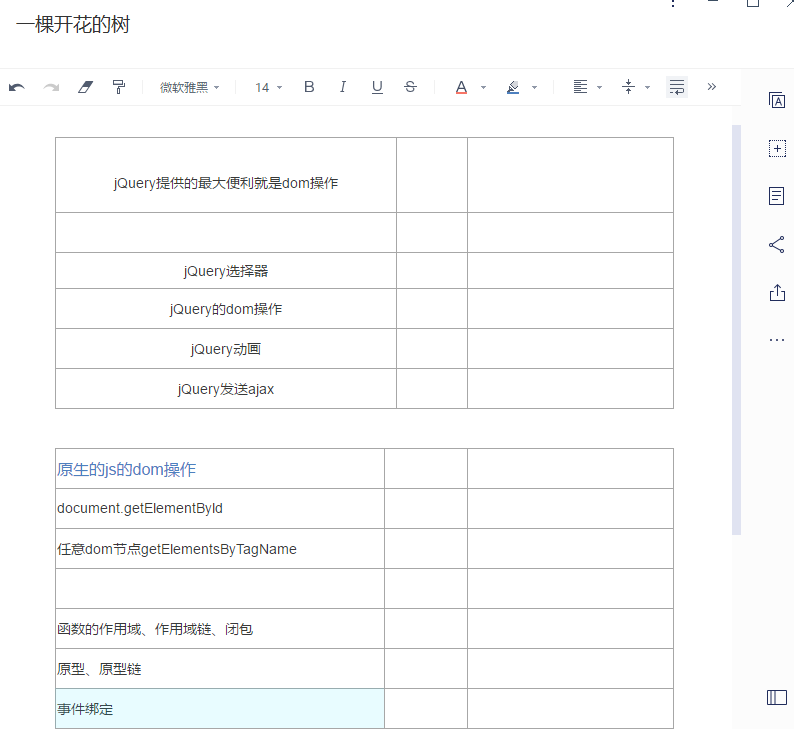 一棵开花的树
微软雅黑 14 B I U S A »
A
jQuery提供的最大便利就是dom操作
jQuery选择器
jQuery的dom操作
jQuery动画
jQuery发送ajax
原生的js的dom操作
document.getElementById
任意dom节点getElementsByTagName
函数的作用域、作用域链、闭包
原型、原型链
事件绑定